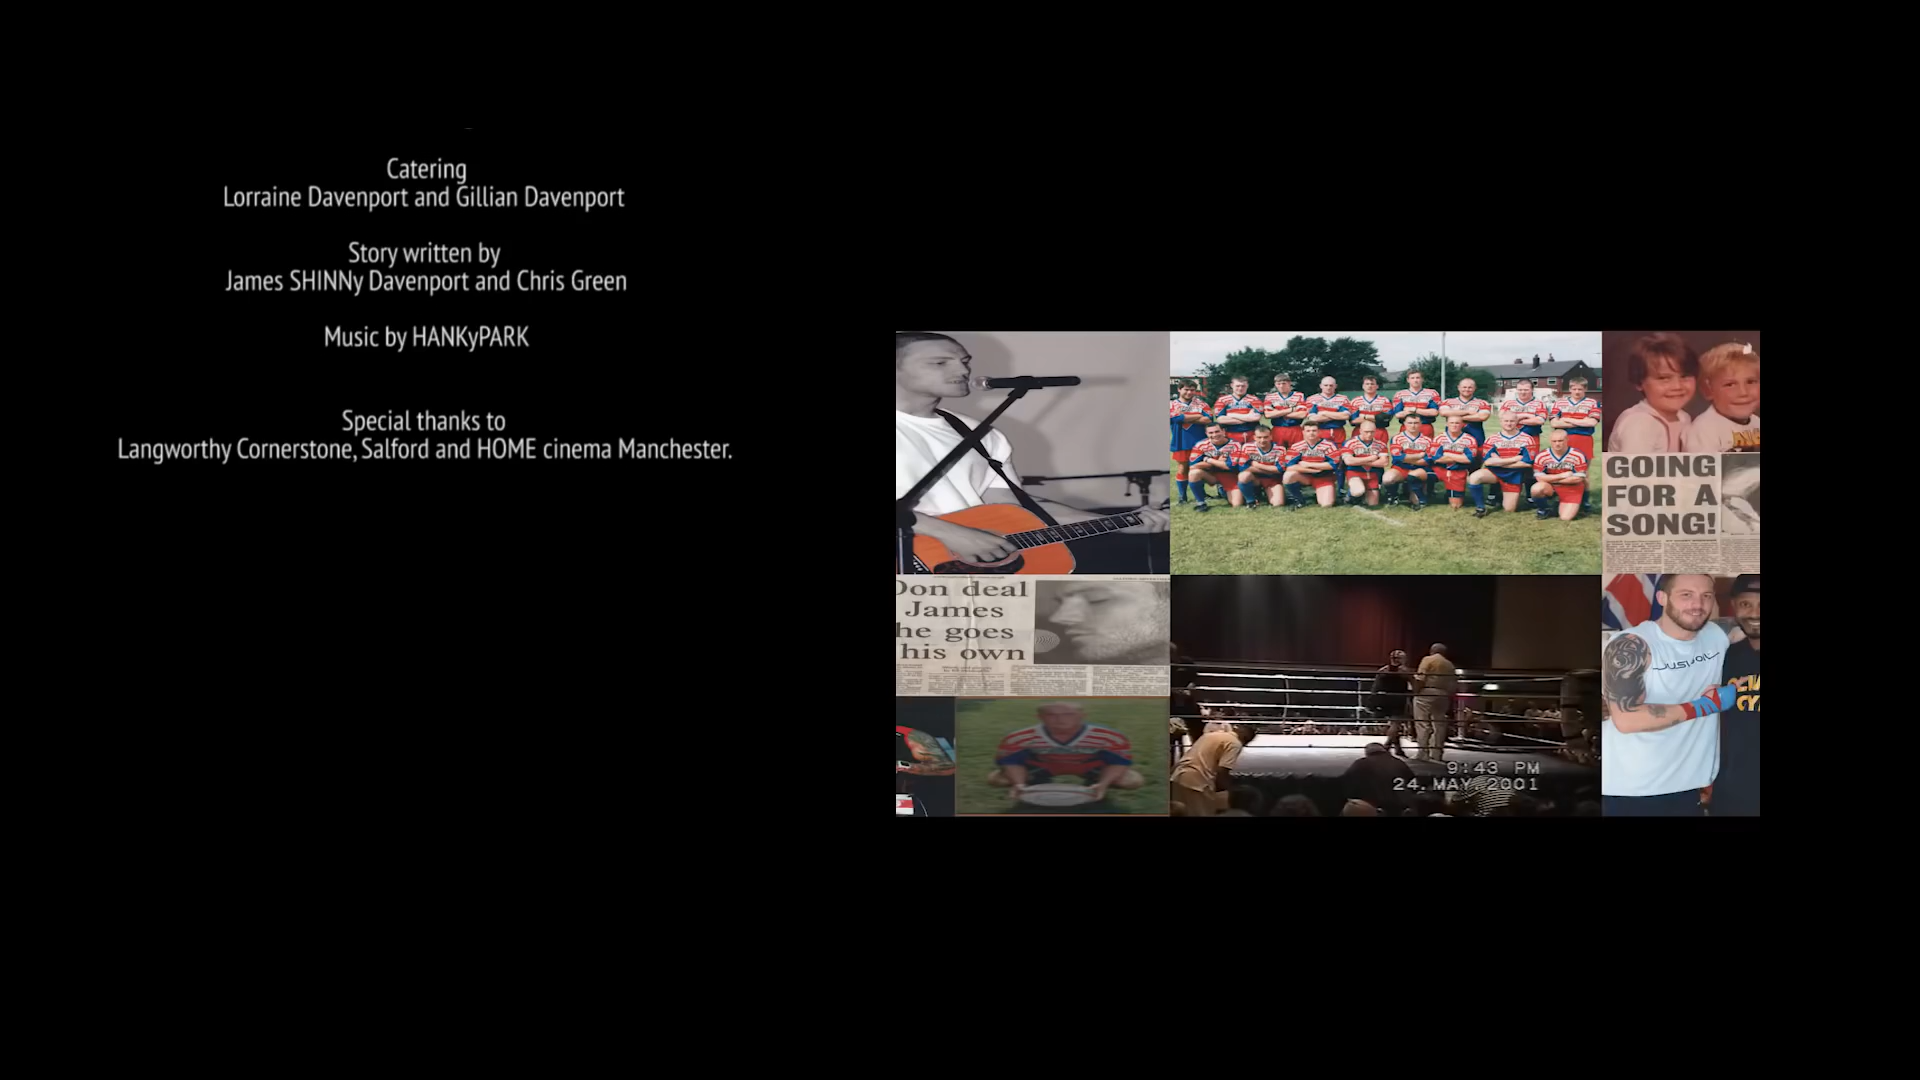 Catering
Lorraine Davenport and Gillian Davenport
Story written by
James SHINNy Davenport and Chris Green
Music by HANKyPARK
Special thanks to
Langworthy Cornerstone, Salford and HOME cinema Manchester.
GOING
FOR A
SONG!
Don deal
James
he goes
his own
9:43 PM
24. MAY 2001